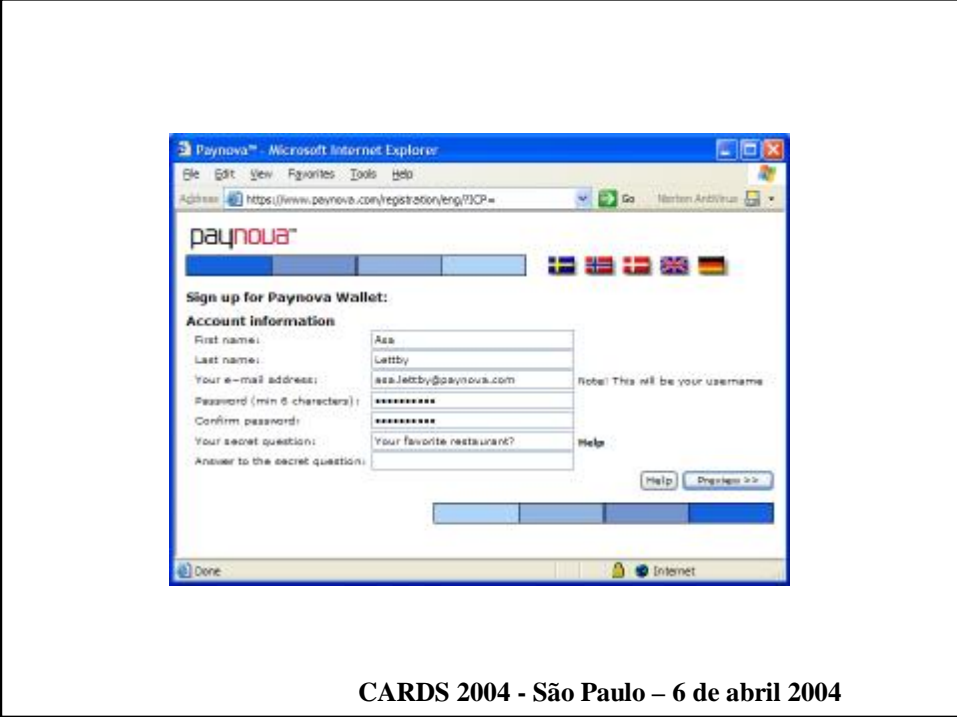 Paynova™ - Microsoft Internet Explorer
File Edit View Favorites Tools Help
Address https://www.paynova.com/registration/eng/?ICP= Go Norton AntiVirus
paynova™
Sign up for Paynova Wallet:
Account information
First name: Asa
Last name: Lettby
Your e-mail address: asa.lettby@paynova.com Note! This will be your username
Password (min 6 characters): ••••••••••
Confirm password: ••••••••••
Your secret question: Your favorite restaurant? Help
Answer to the secret question:
Help Preview >>
Done Internet
CARDS 2004 - São Paulo – 6 de abril 2004